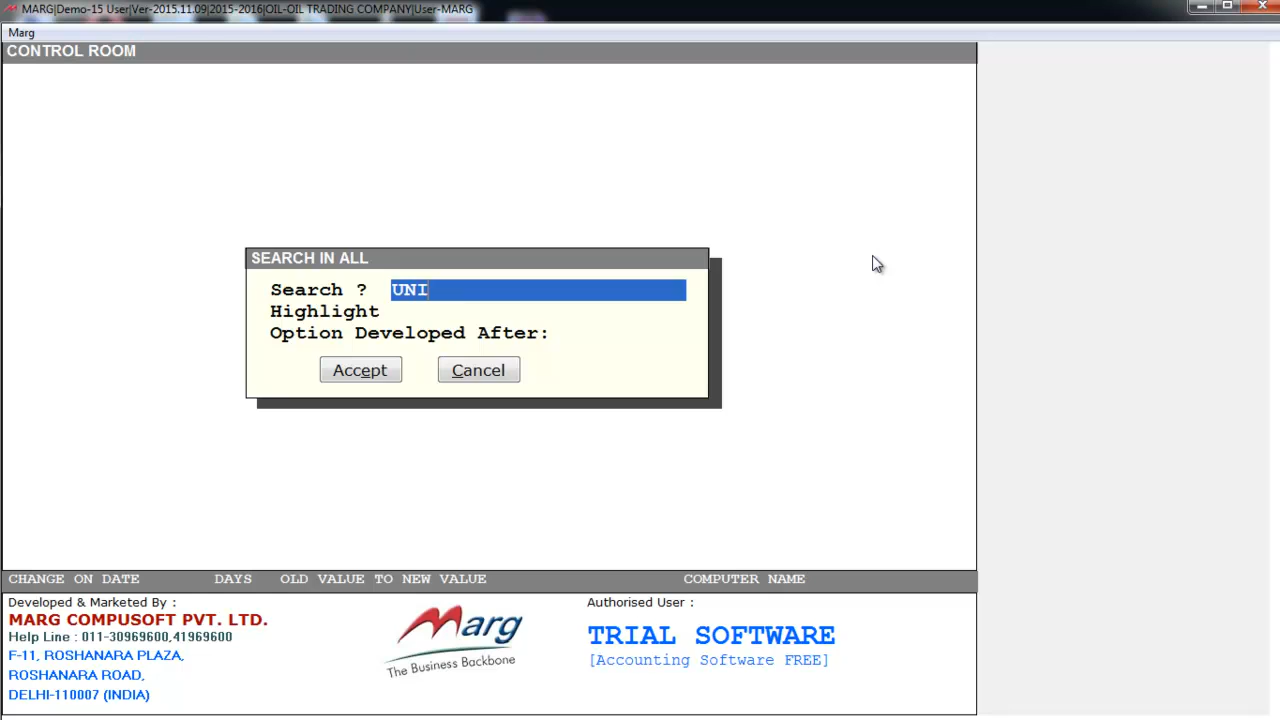 MARG|Demo-15 User|Ver-2015.11.09|2015-2016|OIL-OIL TRADING COMPANY|User-MARG
Marg
CONTROL ROOM
SEARCH IN ALL
Search ? UNI
Highlight
Option Developed After:
Accept Cancel
CHANGE ON DATE DAYS OLD VALUE TO NEW VALUE COMPUTER NAME
Developed & Marketed By :
MARG COMPUSOFT PVT. LTD.
Help Line : 011-30969600,41969600
F-11, ROSHANARA PLAZA,
ROSHANARA ROAD,
DELHI-110007 (INDIA)
Marg
The Business Backbone
Authorised User :
TRIAL SOFTWARE
[Accounting Software FREE]